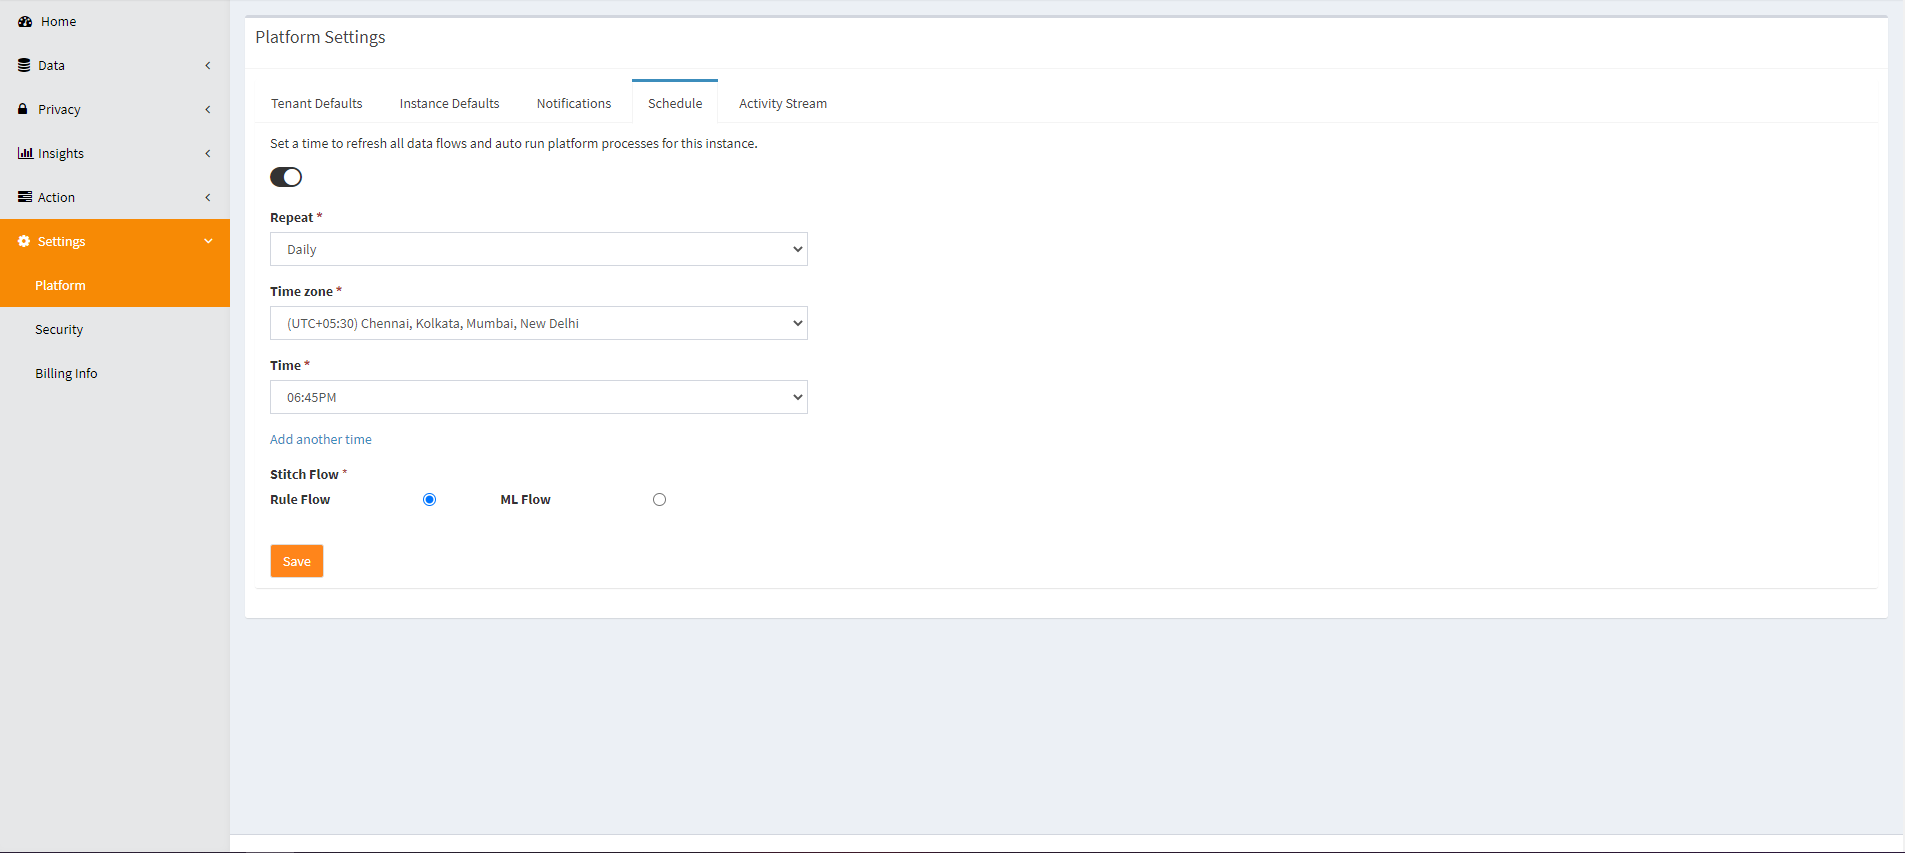 Home
Data
Privacy
Insights
Action
Settings
Platform
Security
Billing Info
Platform Settings
Tenant Defaults Instance Defaults Notifications Schedule Activity Stream
Set a time to refresh all data flows and auto run platform processes for this instance.
Repeat *
Daily
Time zone *
(UTC+05:30) Chennai, Kolkata, Mumbai, New Delhi
Time *
06:45PM
Add another time
Stitch Flow *
Rule Flow ML Flow
Save